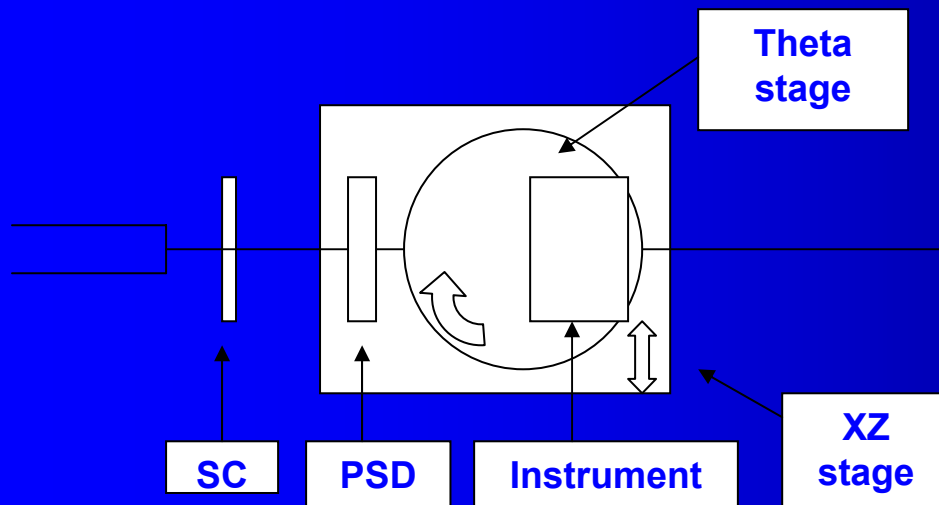 Theta
stage
SC
PSD
Instrument
XZ
stage